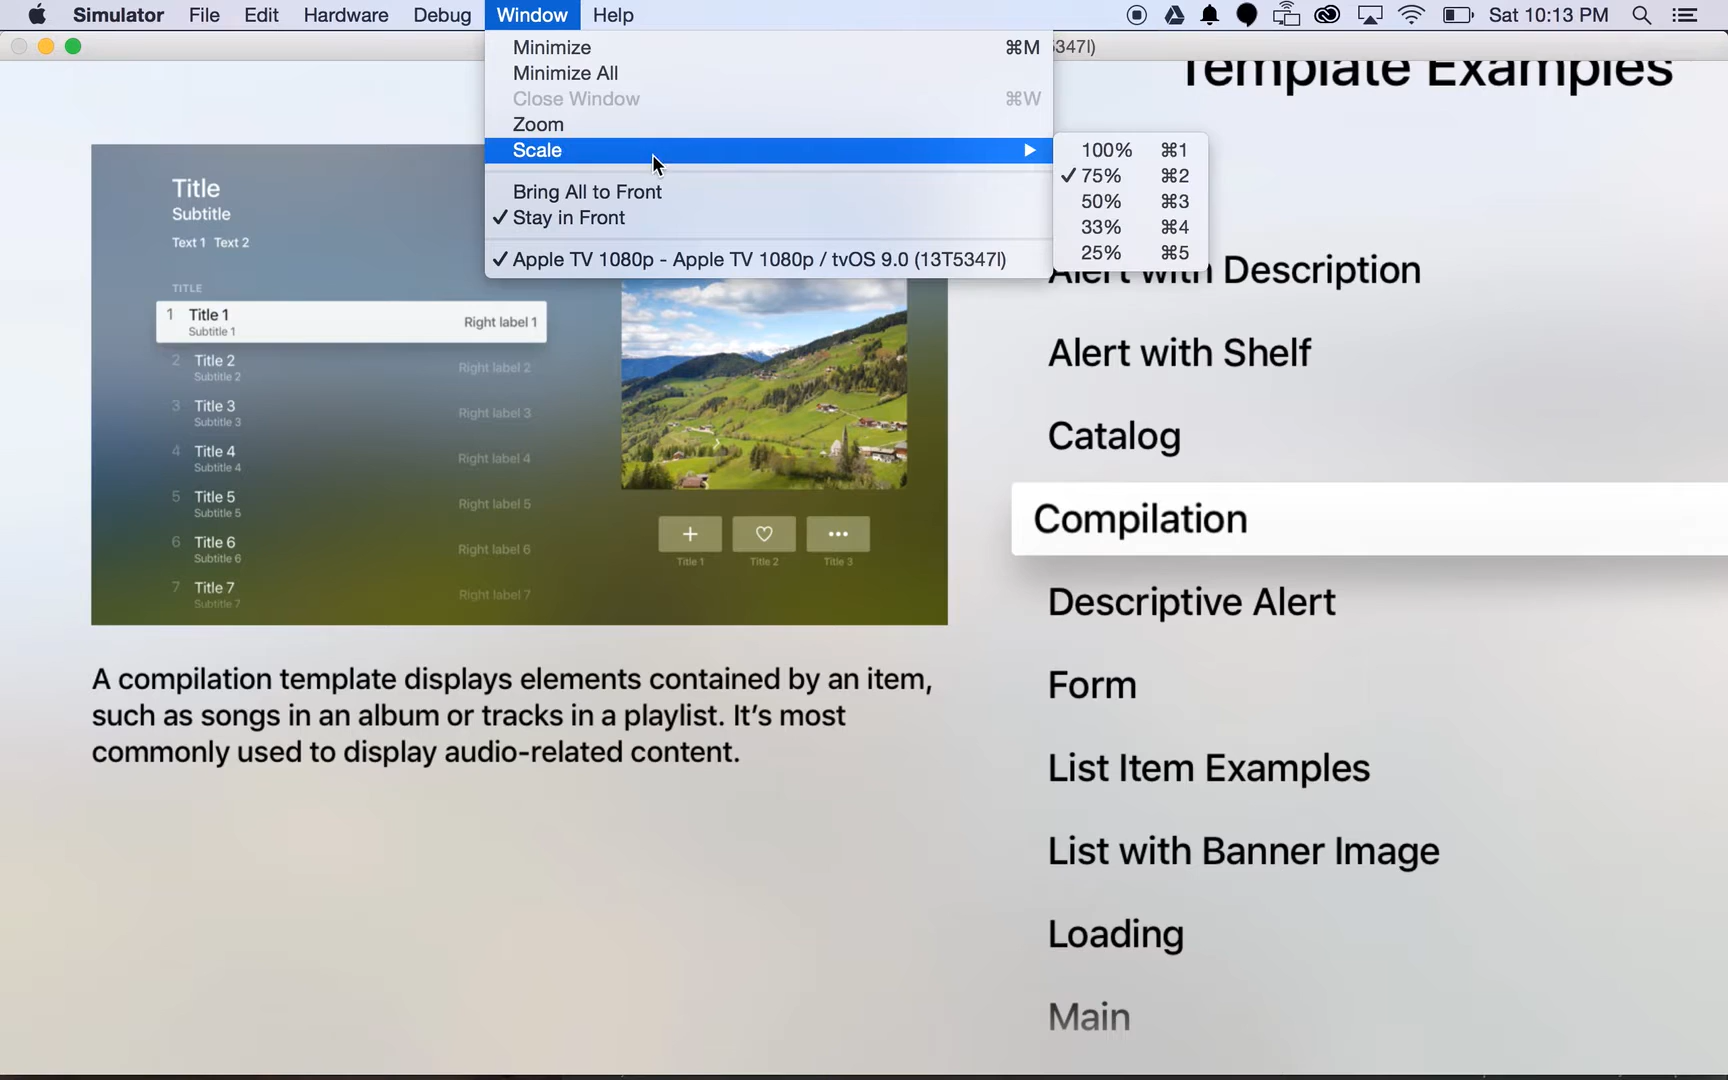 Simulator File Edit Hardware Debug Window Help Sat 10:13 PM
5347l)
Minimize ⌘M
Minimize All
Close Window ⌘W
Zoom
Scale
Bring All to Front
✓ Stay in Front
✓ Apple TV 1080p - Apple TV 1080p / tvOS 9.0 (13T5347l)
100% ⌘1
✓ 75% ⌘2
50% ⌘3
33% ⌘4
25% ⌘5
Title
Subtitle
Text 1 Text 2
TITLE
1 Title 1 Right label 1
Subtitle 1
2 Title 2 Right label 2
Subtitle 2
3 Title 3 Right label 3
Subtitle 3
4 Title 4 Right label 4
Subtitle 4
5 Title 5 Right label 5
Subtitle 5
6 Title 6 Right label 6
Subtitle 6
7 Title 7 Right label 7
Subtitle 7
Title 1 Title 2 Title 3
A compilation template displays elements contained by an item,
such as songs in an album or tracks in a playlist. It’s most
commonly used to display audio-related content.
Template Examples
Alert with Description
Alert with Shelf
Catalog
Compilation
Descriptive Alert
Form
List Item Examples
List with Banner Image
Loading
Main